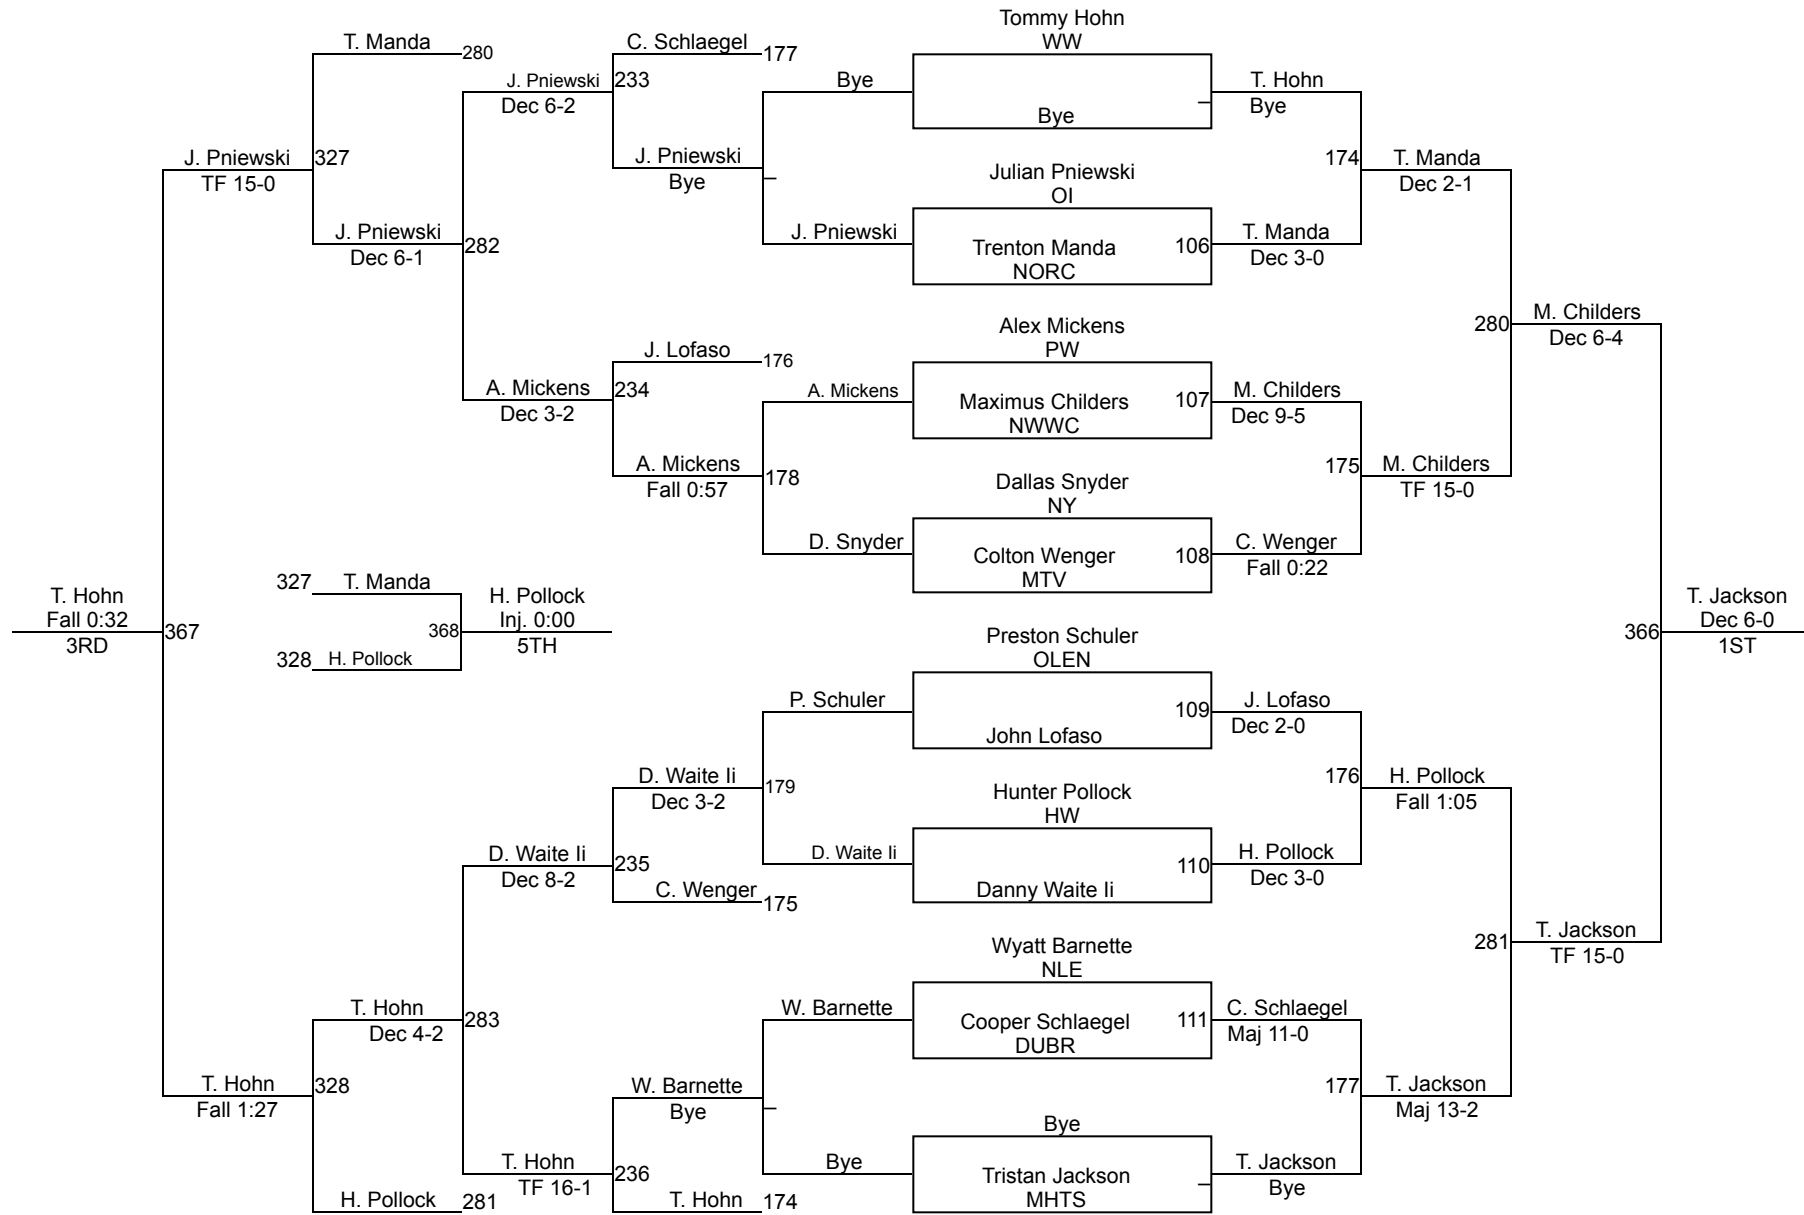 Tommy Hohn
WW
T. Manda
280
C. Schlaegel
177
J. Pniewski
233
Dec 6-2
Bye
Bye
T. Hohn
Bye
J. Pniewski
327
TF 15-0
J. Pniewski
Bye
Julian Pniewski
OI
174
T. Manda
Dec 2-1
J. Pniewski
282
Dec 6-1
J. Pniewski
Trenton Manda
106
NORC
T. Manda
Dec 3-0
Alex Mickens
PW
280
M. Childers
Dec 6-4
J. Lofaso
176
A. Mickens
234
Dec 3-2
A. Mickens
Maximus Childers
107
NWWC
M. Childers
Dec 9-5
A. Mickens
178
Fall 0:57
Dallas Snyder
NY
175
M. Childers
TF 15-0
D. Snyder
Colton Wenger
108
MTV
C. Wenger
Fall 0:22
T. Hohn
Fall 0:32
367
3RD
327
T. Manda
368
328
H. Pollock
H. Pollock
Inj. 0:00
5TH
Preston Schuler
OLEN
366
T. Jackson
Dec 6-0
1ST
P. Schuler
109
John Lofaso
J. Lofaso
Dec 2-0
D. Waite Ii
179
Dec 3-2
Hunter Pollock
HW
176
H. Pollock
Fall 1:05
D. Waite Ii
235
Dec 8-2
D. Waite Ii
110
Danny Waite Ii
H. Pollock
Dec 3-0
C. Wenger
175
Wyatt Barnette
NLE
281
T. Jackson
TF 15-0
T. Hohn
283
Dec 4-2
W. Barnette
Cooper Schlaegel
111
DUBR
C. Schlaegel
Maj 11-0
T. Hohn
328
Fall 1:27
W. Barnette
Bye
177
T. Jackson
Maj 13-2
Bye
T. Hohn
236
TF 16-1
Bye
Tristan Jackson
MHTS
T. Jackson
Bye
H. Pollock
281
T. Hohn
174